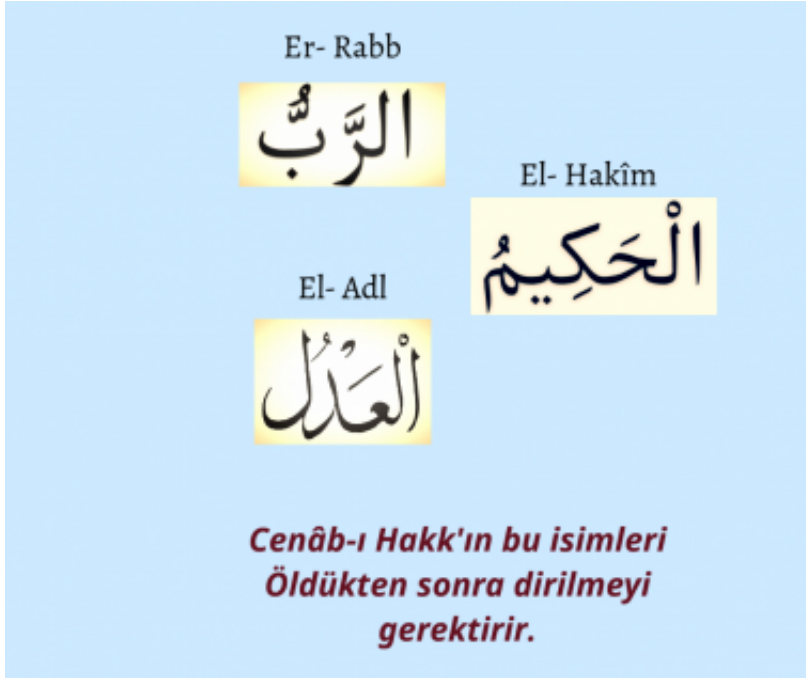 Er- Rabb
الرَّبُّ
El- Hakîm
الْحَكِيمُ
El- Adl
الْعَدْلُ
Cenâb-ı Hakk'ın bu isimleri
Öldükten sonra dirilmeyi
gerektirir.